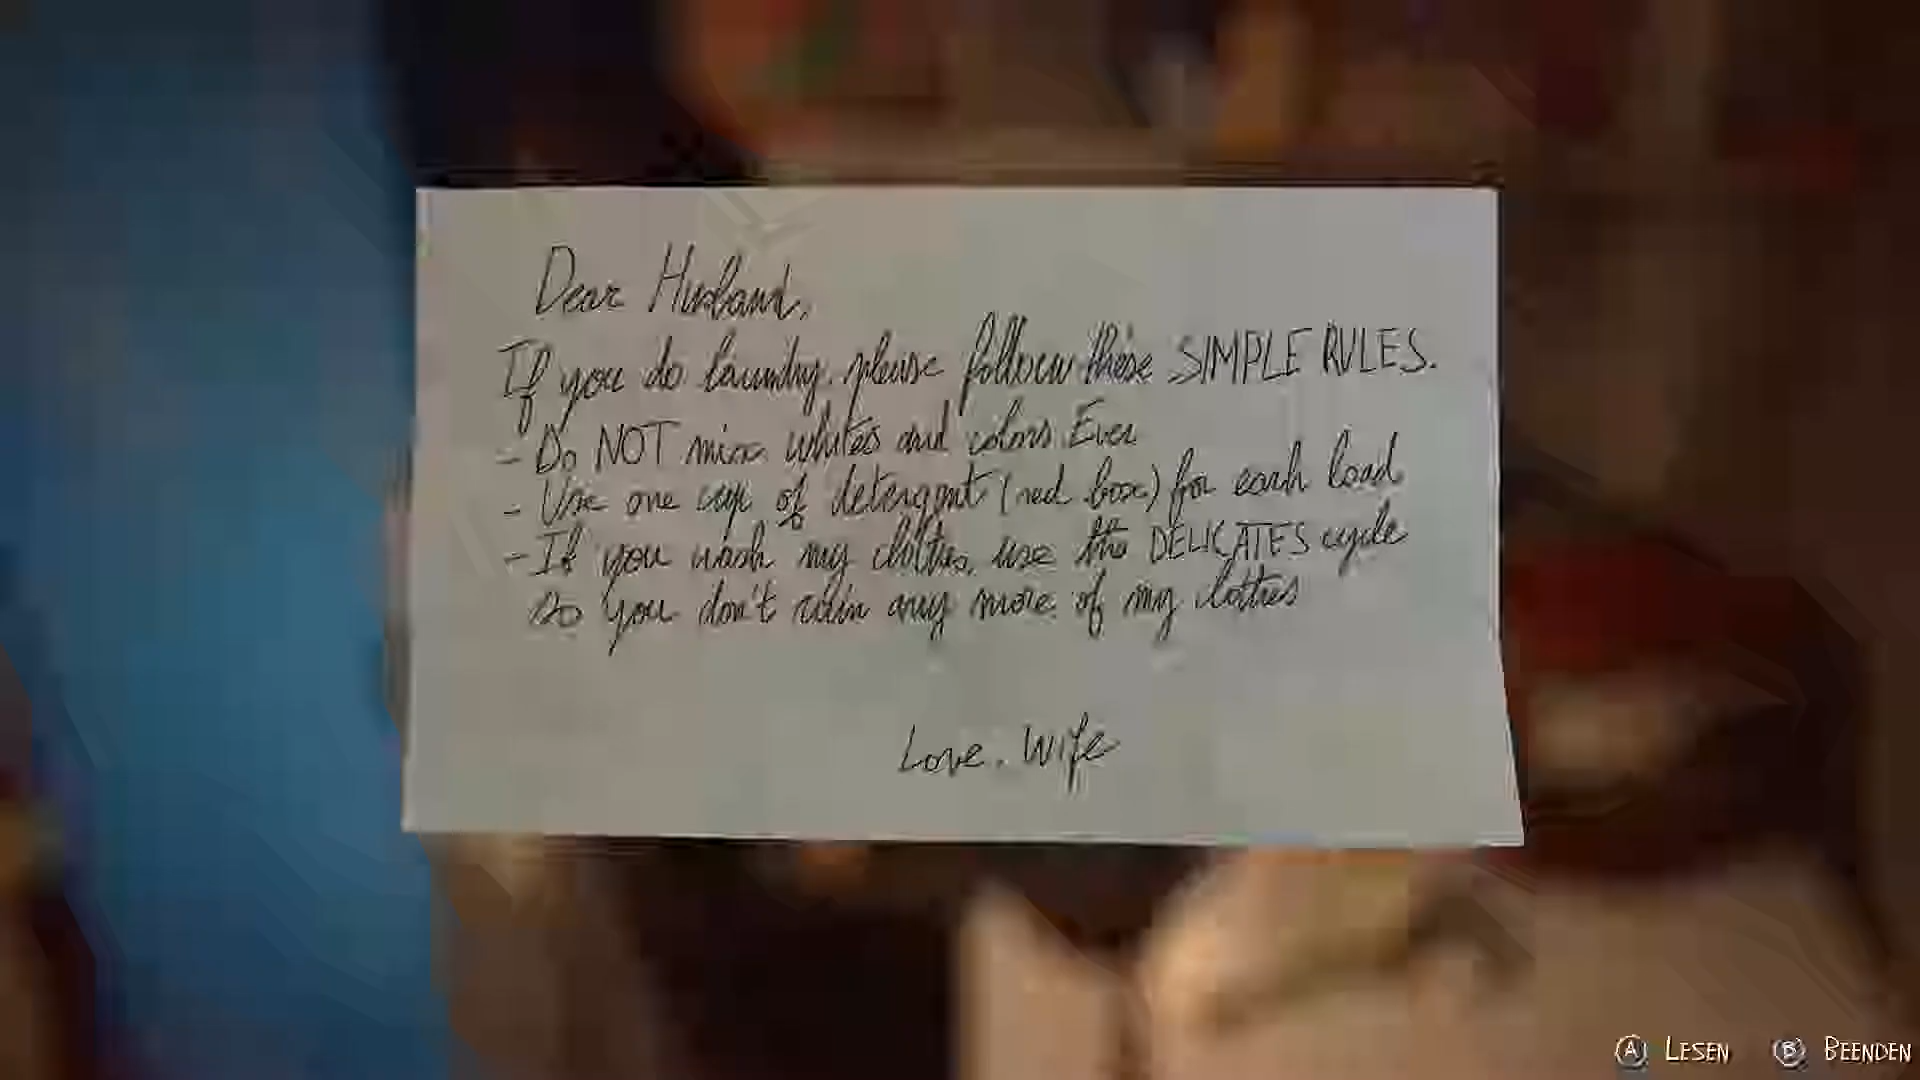 Dear Husband,
If you do laundry, please follow these SIMPLE RULES.
- Do NOT mix whites and colors. Ever
- Use one cup of detergent (red box) for each load
- If you wash my clothes, use the DELICATES cycle
so you don't ruin any more of my clothes
Love, Wife
A LESEN B BEENDEN